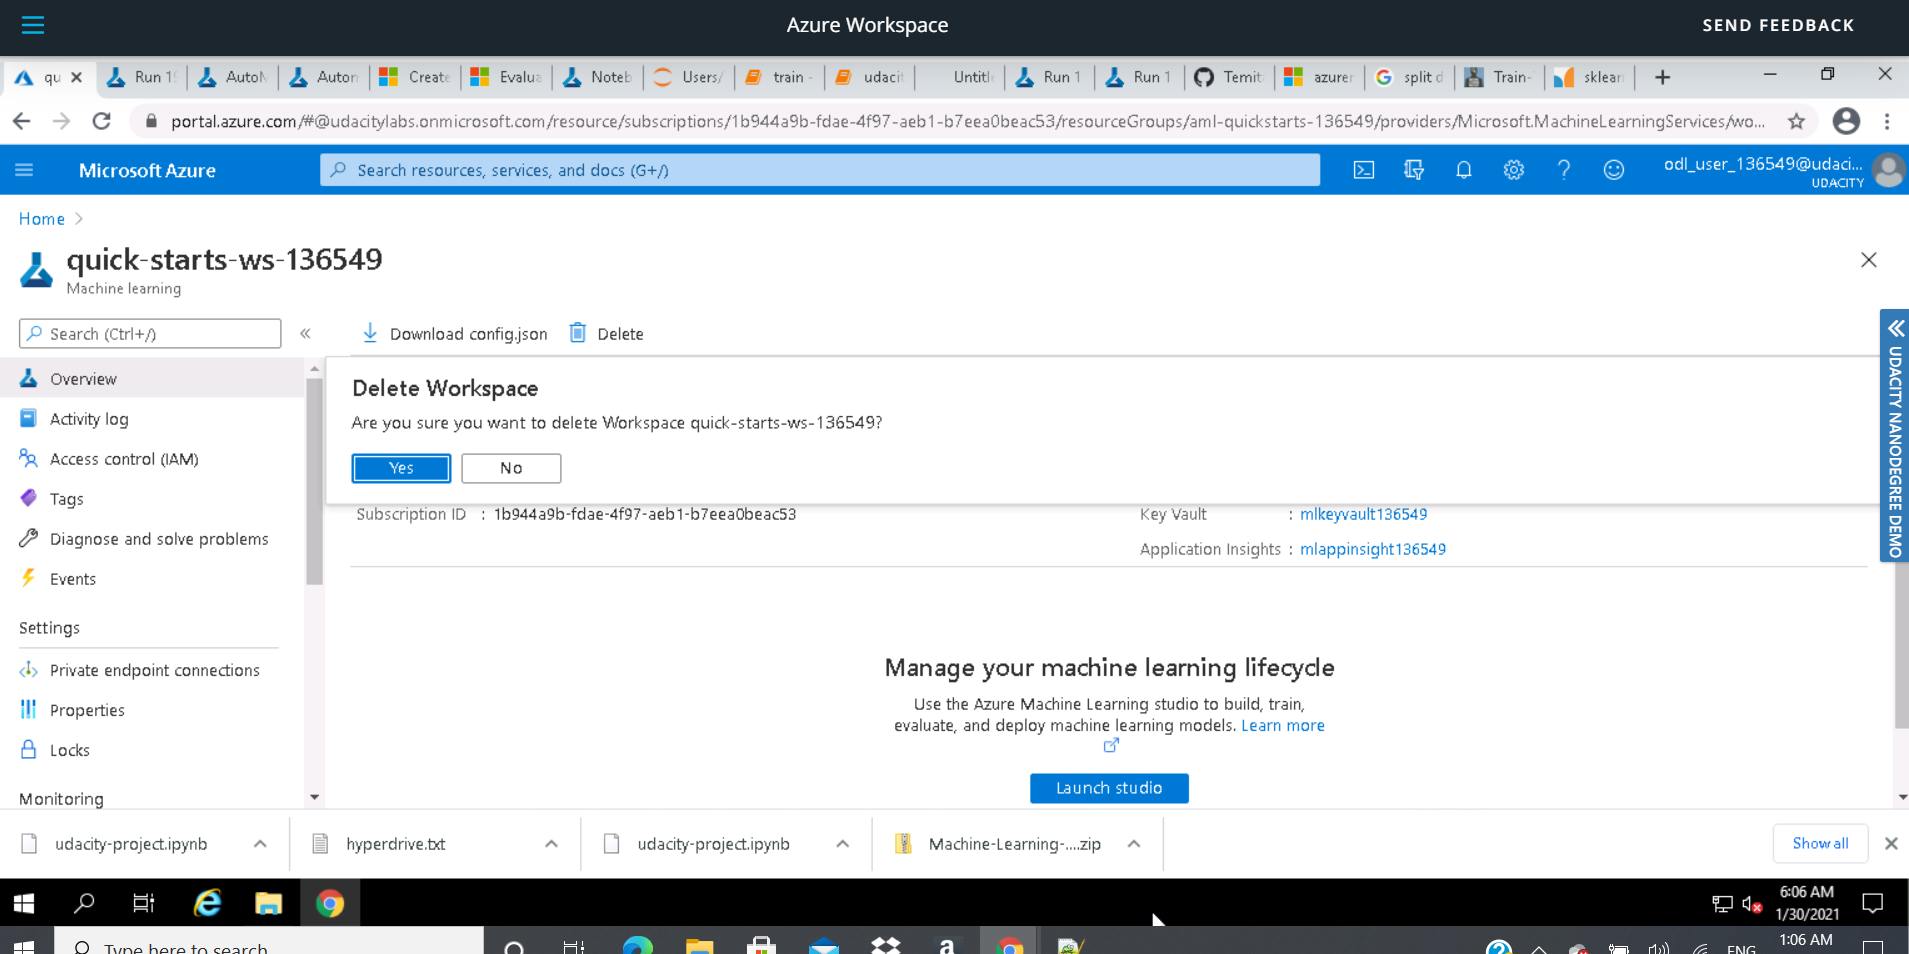 Azure Workspace
SEND FEEDBACK
qu
Run 19
AutoM
Autom
Create
Evalua
Noteb
Users/
train -
udacit
Untitle
Run 1
Run 1
Temit
azurer
split d
Train-
sklearn
portal.azure.com/#@udacitylabs.onmicrosoft.com/resource/subscriptions/1b944a9b-fdae-4f97-aeb1-b7eea0beac53/resourceGroups/aml-quickstarts-136549/providers/Microsoft.MachineLearningServices/wo...
Microsoft Azure
Search resources, services, and docs (G+/)
odl_user_136549@udaci...
UDACITY
Home
quick-starts-ws-136549
Machine learning
Search (Ctrl+/)
Download config.json
Delete
Overview
Activity log
Access control (IAM)
Tags
Diagnose and solve problems
Events
Settings
Private endpoint connections
Properties
Locks
Monitoring
Delete Workspace
Are you sure you want to delete Workspace quick-starts-ws-136549?
Yes
No
Subscription ID : 1b944a9b-fdae-4f97-aeb1-b7eea0beac53
Key Vault : mlkeyvault136549
Application Insights : mlappinsight136549
UDACITY NANODEGREE DEMO
Manage your machine learning lifecycle
Use the Azure Machine Learning studio to build, train,
evaluate, and deploy machine learning models. Learn more
Launch studio
udacity-project.ipynb
hyperdrive.txt
udacity-project.ipynb
Machine-Learning-....zip
Show all
6:06 AM
1/30/2021
Type here to search
ENG
1:06 AM